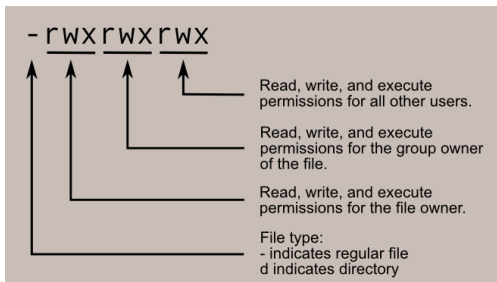 -rwxrwxrwx
Read, write, and execute
permissions for all other users.
Read, write, and execute
permissions for the group owner
of the file.
Read, write, and execute
permissions for the file owner.
File type:
- indicates regular file
d indicates directory